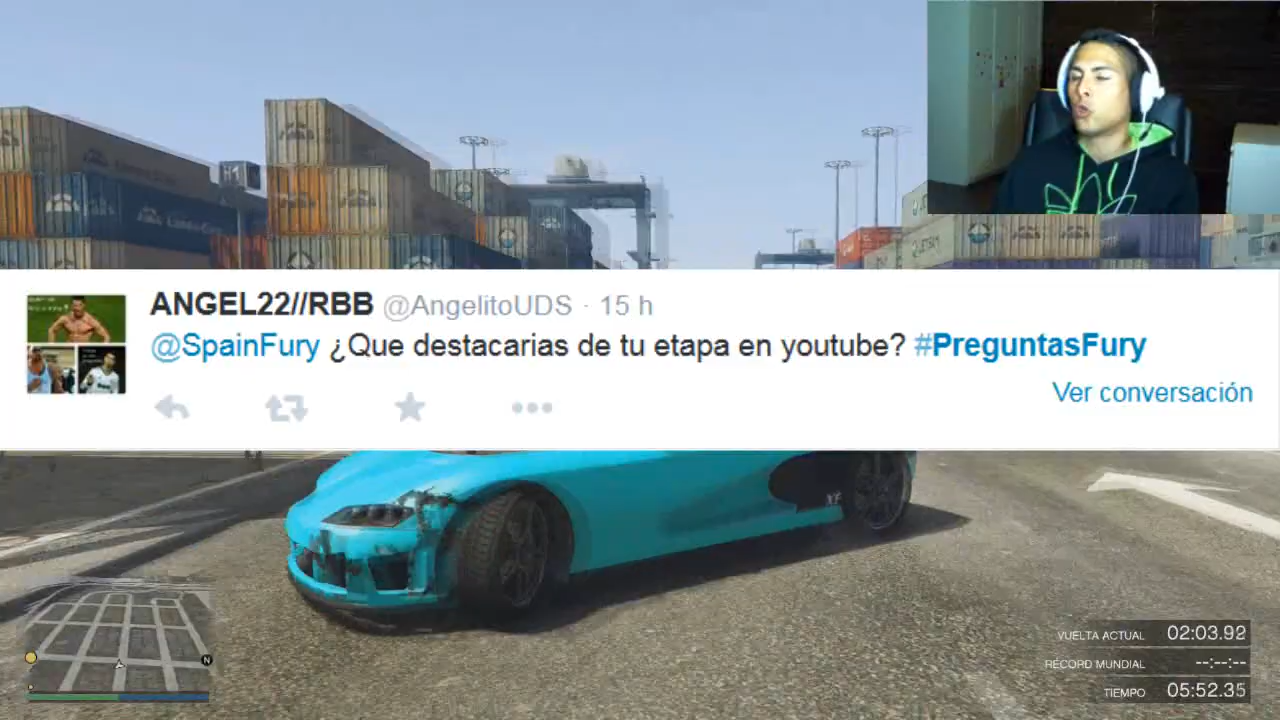 ANGEL22//RBB @AngelitoUDS · 15 h
@SpainFury ¿Que destacarias de tu etapa en youtube? #PreguntasFury
Ver conversación
N
VUELTA ACTUAL 02:03.92
RÉCORD MUNDIAL --:--:--
TIEMPO 05:52.35